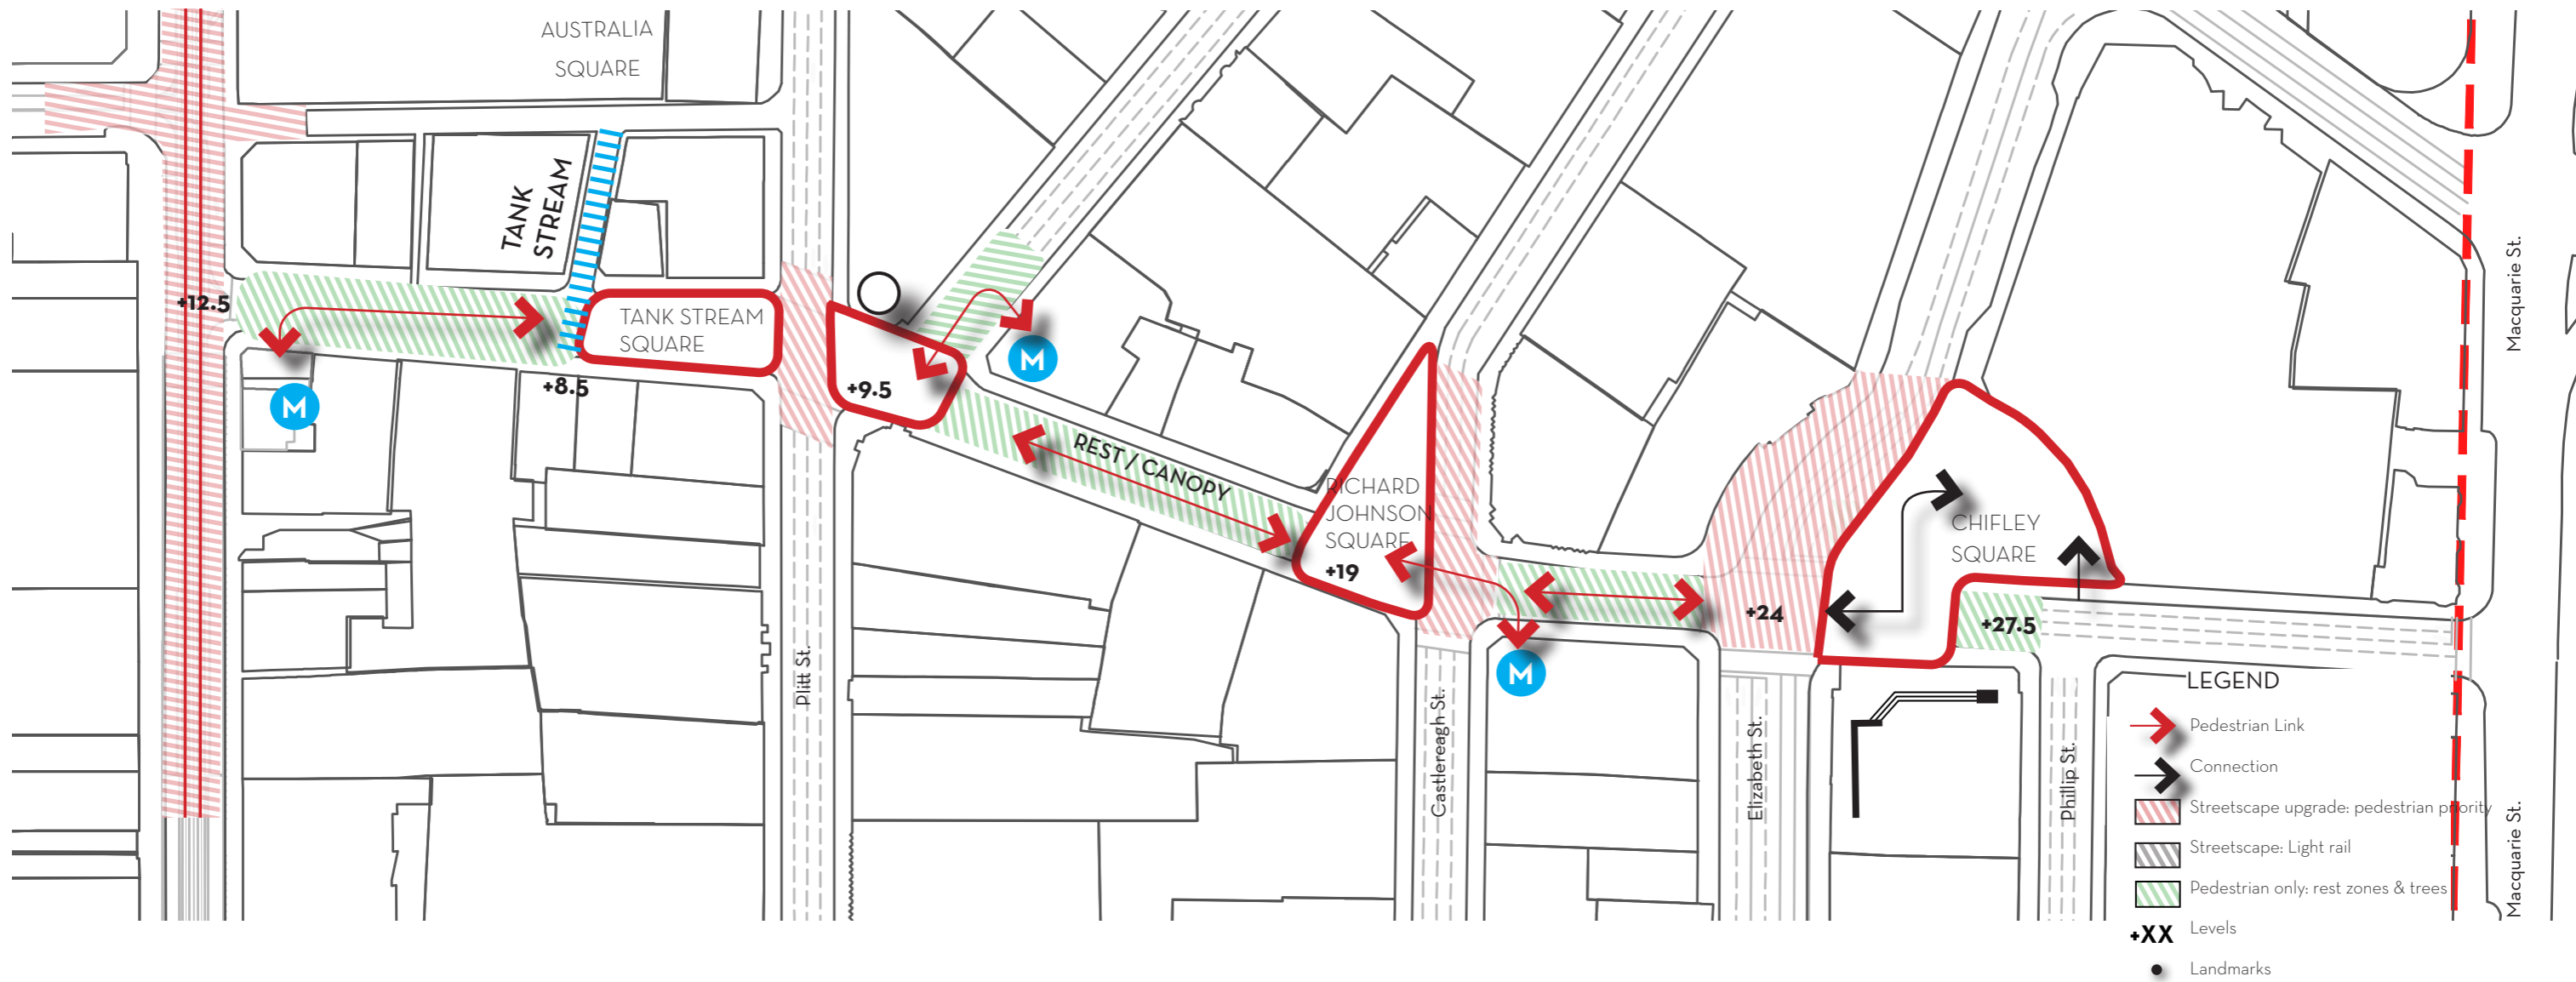 AUSTRALIA
SQUARE
TANK
STREAM
+12.5
TANK STREAM
SQUARE
+8.5
M
+9.5
M
REST / CANOPY
RICHARD
JOHNSON
SQUARE
+19
M
CHIFLEY
SQUARE
+24
+27.5
Plitt St.
Castlereagh St.
Elizabeth St.
Phillip St.
Macquarie St.
Macquarie St.
LEGEND
Pedestrian Link
Connection
Streetscape upgrade: pedestrian priority
Streetscape: Light rail
Pedestrian only: rest zones & trees
+XX Levels
Landmarks